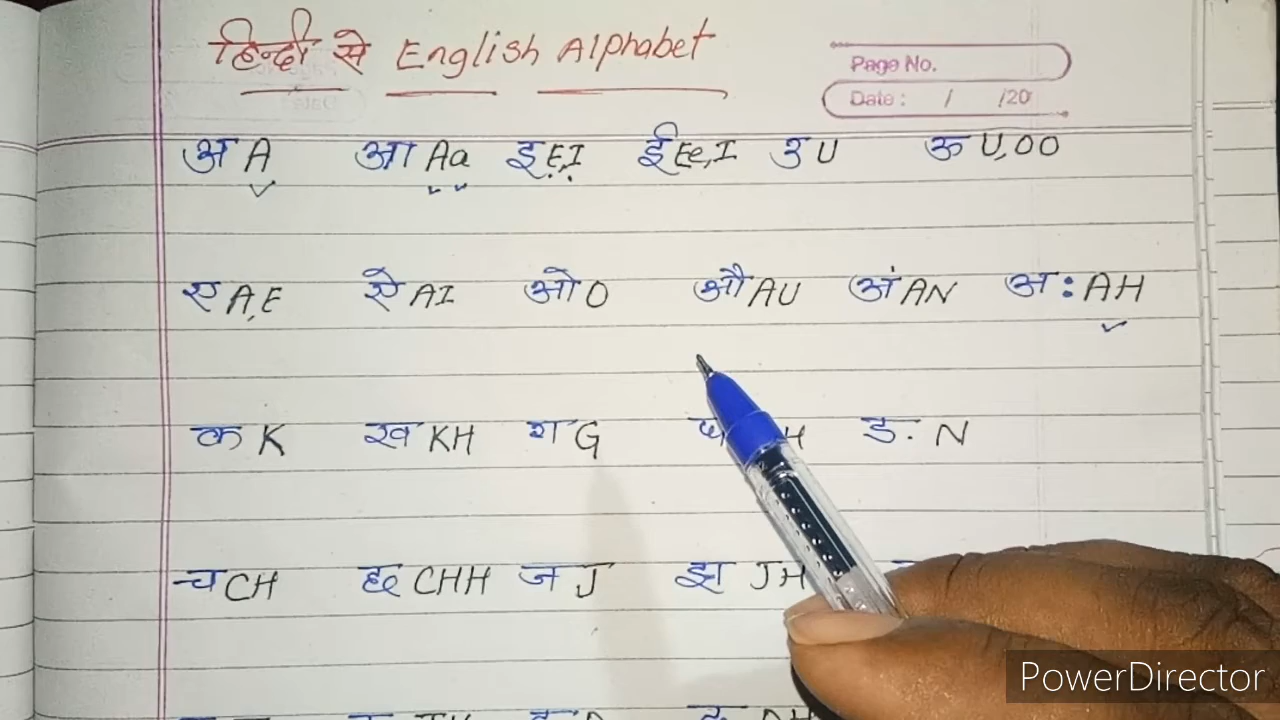 हिन्दी से English Alphabet
Page No.
Date : / /20
अ A आ Aa इ E,I ई Ee,I उ U ऊ U,OO
ए A,E ऐ AI ओ O औ AU अं AN अः AH
क K ख KH ग G घ H ङ N
च CH छ CHH ज J झ JH
PowerDirector